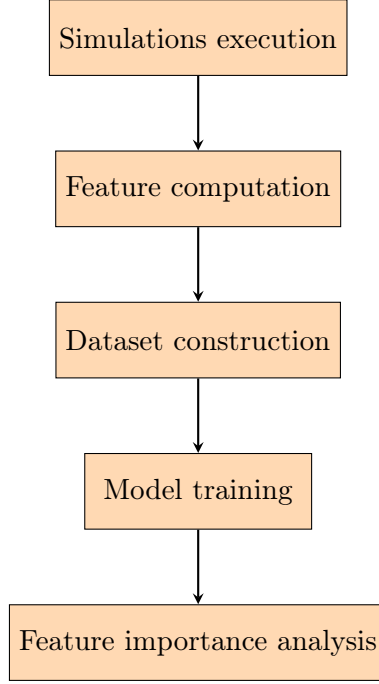 Simulations execution
Feature computation
Dataset construction
Model training
Feature importance analysis